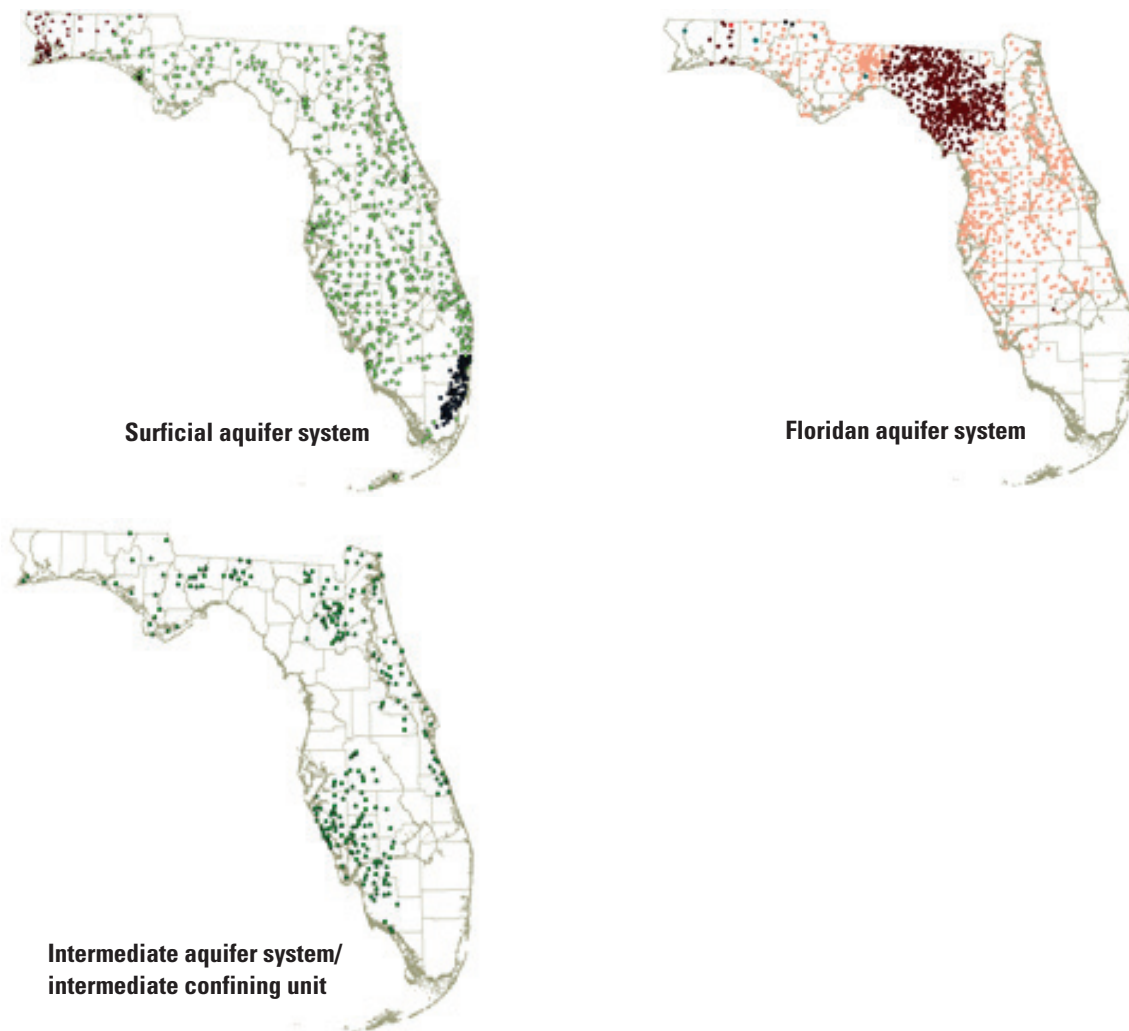 Surficial aquifer system
Floridan aquifer system
Intermediate aquifer system/
intermediate confining unit